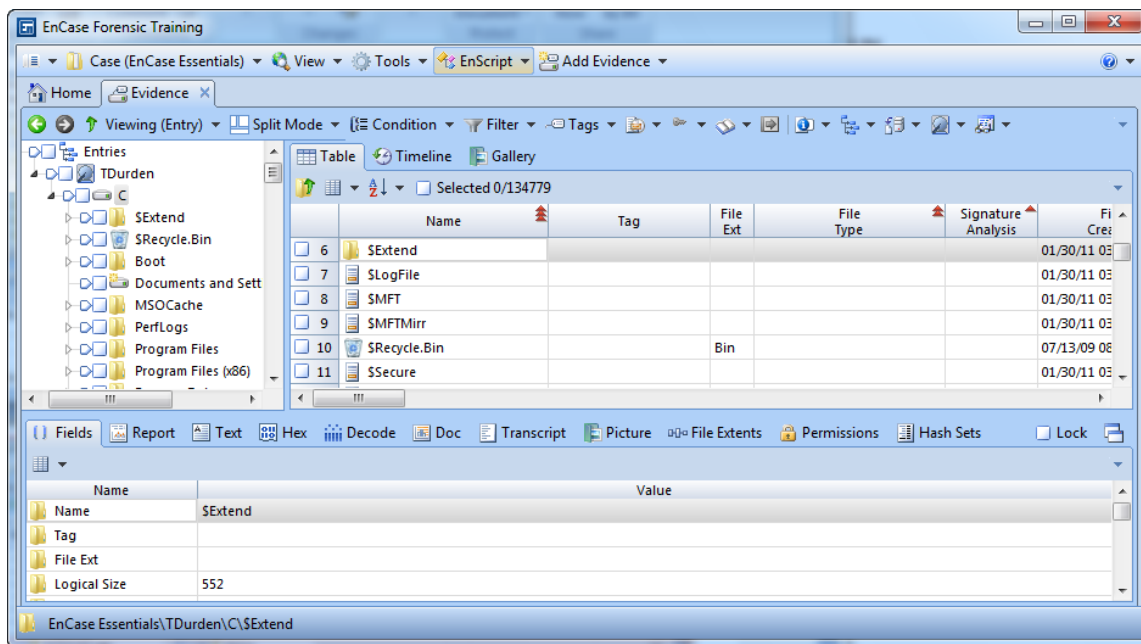 EnCase Forensic Training
Case (EnCase Essentials) View Tools EnScript Add Evidence
Home Evidence
Viewing (Entry) Split Mode Condition Filter Tags
Entries
TDurden
C
$Extend
$Recycle.Bin
Boot
Documents and Sett
MSOCache
PerfLogs
Program Files
Program Files (x86)
Table Timeline Gallery
Selected 0/134779
Name Tag File Ext File Type Signature Analysis Fi Crea
6 $Extend 01/30/11 03
7 $LogFile 01/30/11 03
8 $MFT 01/30/11 03
9 $MFTMirr 01/30/11 03
10 $Recycle.Bin Bin 07/13/09 08
11 $Secure 01/30/11 03
Fields Report Text Hex Decode Doc Transcript Picture File Extents Permissions Hash Sets Lock
Name Value
Name $Extend
Tag
File Ext
Logical Size 552
EnCase Essentials\TDurden\C\$Extend